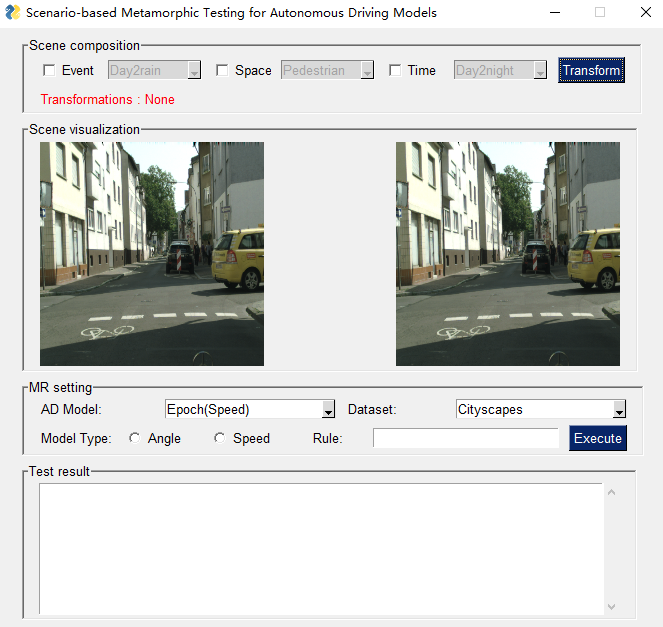 Scenario-based Metamorphic Testing for Autonomous Driving Models
Scene composition
Event Day2rain Space Pedestrian Time Day2night Transform
Transformations : None
Scene visualization
MR setting
AD Model: Epoch(Speed) Dataset: Cityscapes
Model Type: Angle Speed Rule: Execute
Test result